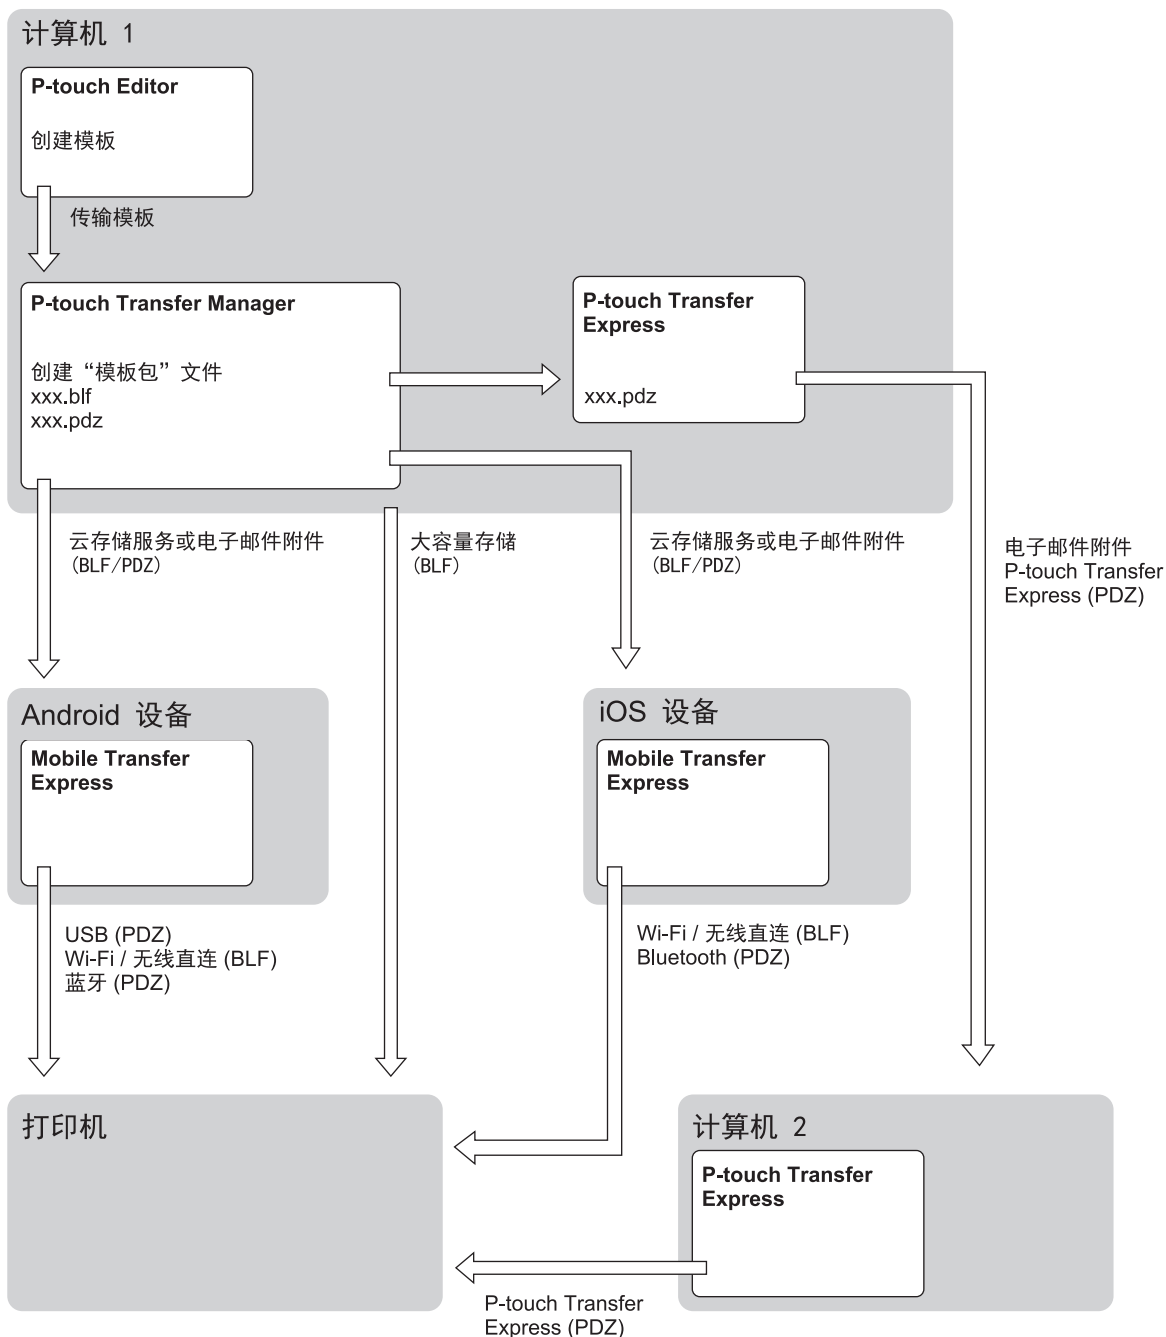 计算机 1
P-touch Editor
创建模板
传输模板
P-touch Transfer Manager
创建“模板包”文件
xxx.blf
xxx.pdz
P-touch Transfer
Express
xxx.pdz
云存储服务或电子邮件附件
(BLF/PDZ)
大容量存储
(BLF)
云存储服务或电子邮件附件
(BLF/PDZ)
电子邮件附件
P-touch Transfer
Express (PDZ)
Android 设备
Mobile Transfer
Express
iOS 设备
Mobile Transfer
Express
USB (PDZ)
Wi-Fi / 无线直连 (BLF)
蓝牙 (PDZ)
Wi-Fi / 无线直连 (BLF)
Bluetooth (PDZ)
打印机
计算机 2
P-touch Transfer
Express
P-touch Transfer
Express (PDZ)